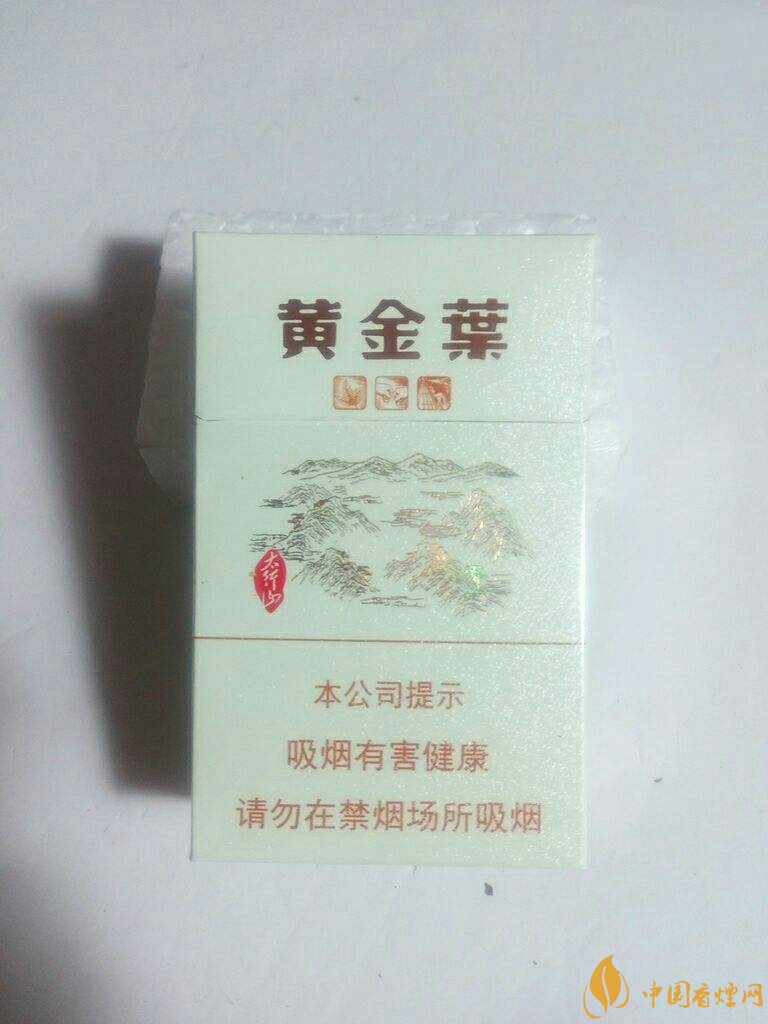 黄金葉
太行山
本公司提示
吸烟有害健康
请勿在禁烟场所吸烟
中国香煙网